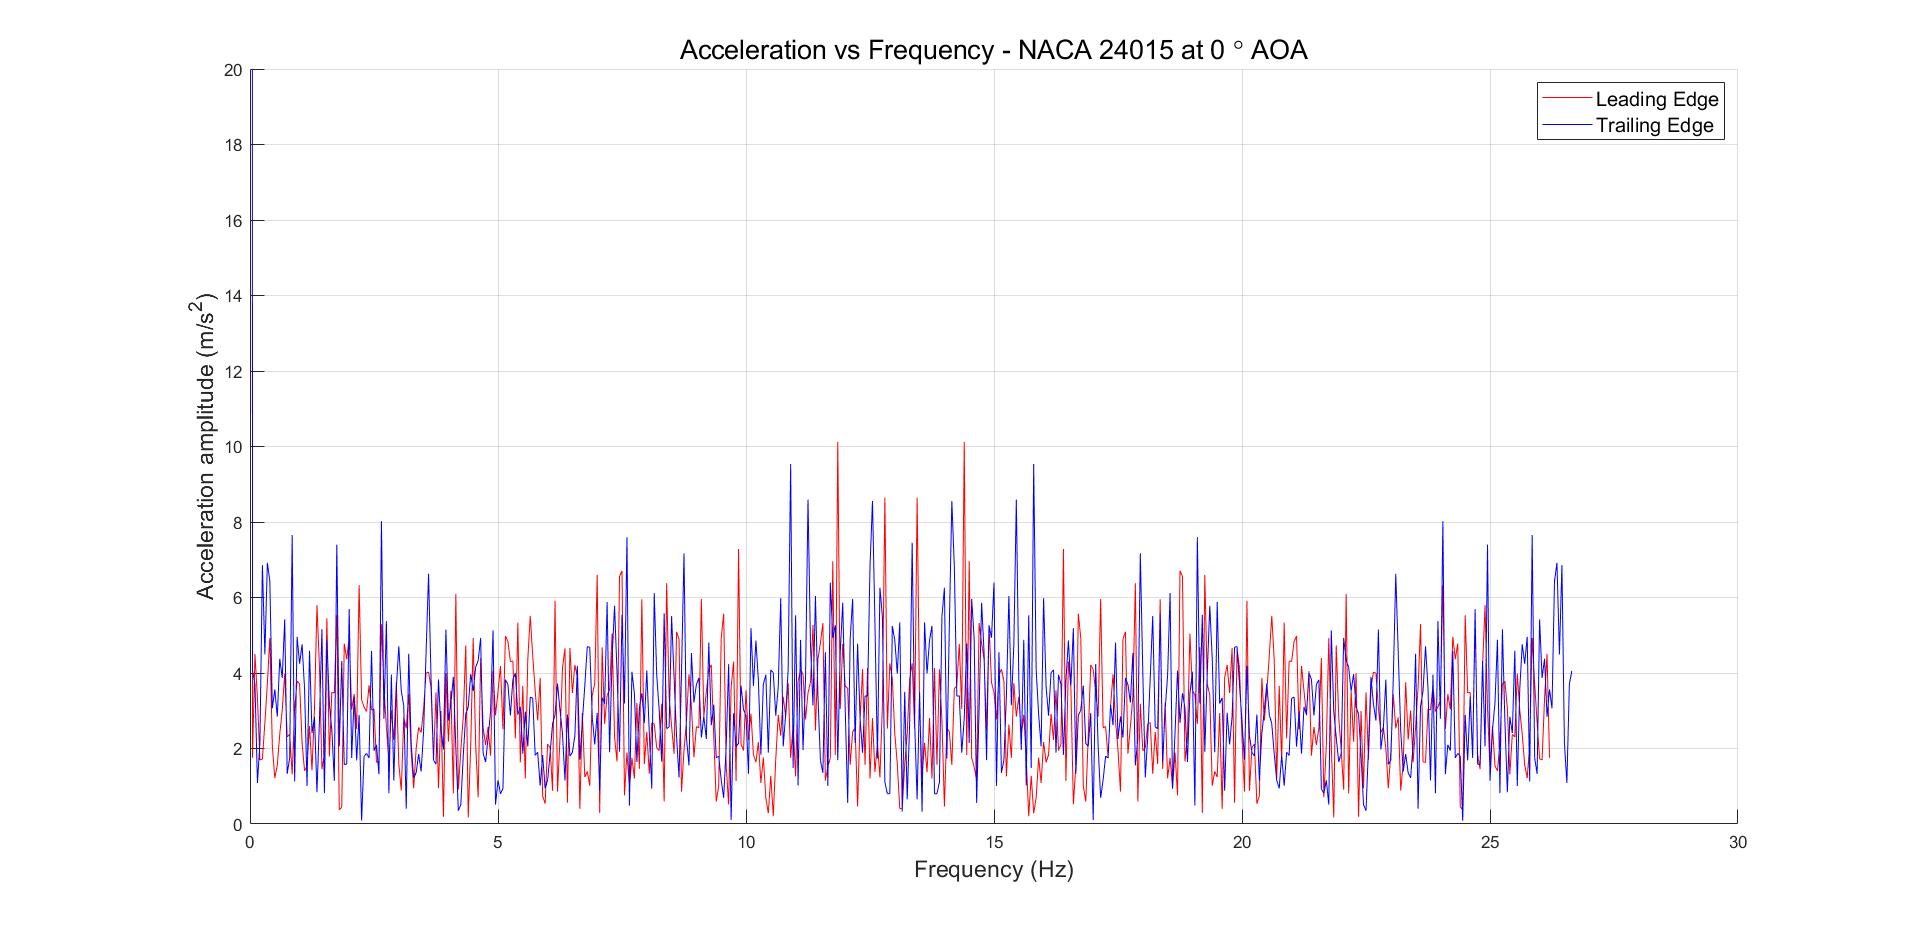 Acceleration vs Frequency - NACA 24015 at 0 ° AOA
Leading Edge
Trailing Edge
Acceleration amplitude (m/s²)
20
18
16
14
12
10
8
6
4
2
0
0 5 10 15 20 25 30
Frequency (Hz)